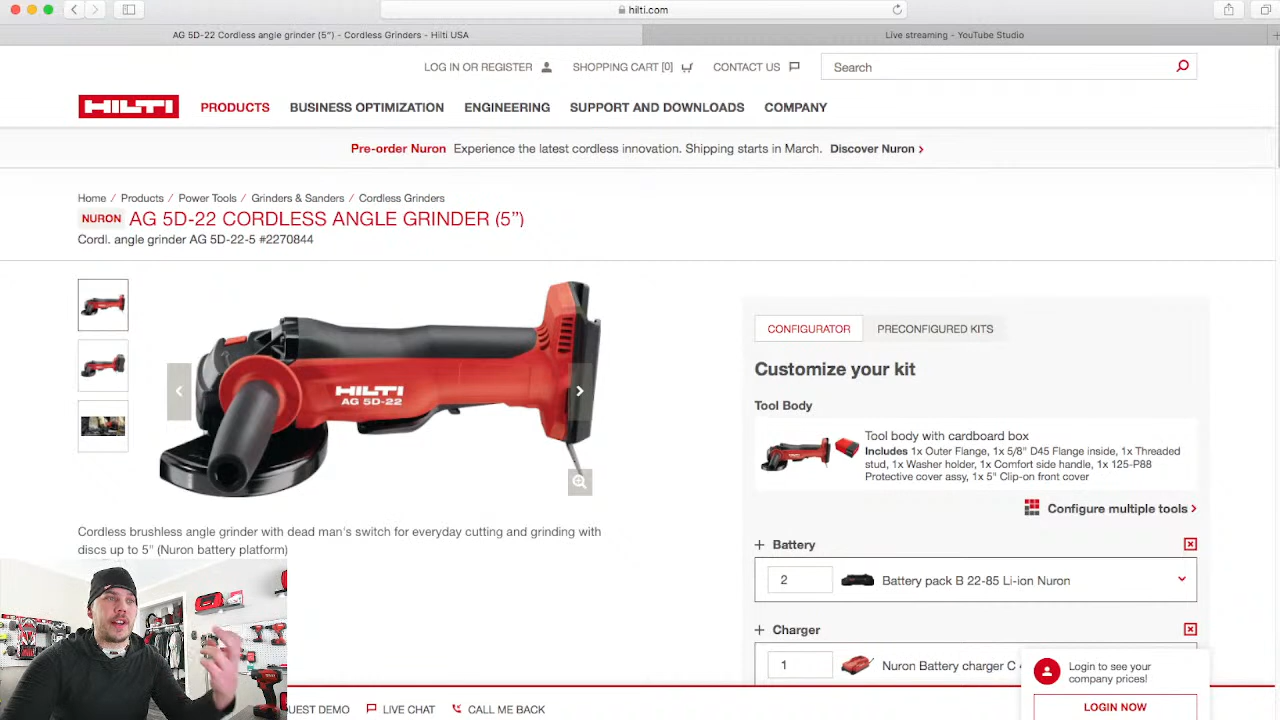 hilti.com
AG 5D-22 Cordless angle grinder (5") - Cordless Grinders - Hilti USA
Live streaming - YouTube Studio
LOG IN OR REGISTER
SHOPPING CART [0]
CONTACT US
Search
HILTI
PRODUCTS
BUSINESS OPTIMIZATION
ENGINEERING
SUPPORT AND DOWNLOADS
COMPANY
Pre-order Nuron Experience the latest cordless innovation. Shipping starts in March. Discover Nuron
Home / Products / Power Tools / Grinders & Sanders / Cordless Grinders
NURON AG 5D-22 CORDLESS ANGLE GRINDER (5”)
Cordl. angle grinder AG 5D-22-5 #2270844
HILTI
AG 5D-22
Cordless brushless angle grinder with dead man's switch for everyday cutting and grinding with
discs up to 5" (Nuron battery platform)
CONFIGURATOR
PRECONFIGURED KITS
Customize your kit
Tool Body
Tool body with cardboard box
Includes 1x Outer Flange, 1x 5/8" D45 Flange inside, 1x Threaded
stud, 1x Washer holder, 1x Comfort side handle, 1x 125-P88
Protective cover assy, 1x 5" Clip-on front cover
Configure multiple tools
+ Battery
2
Battery pack B 22-85 Li-ion Nuron
+ Charger
1
Nuron Battery charger C
Login to see your
company prices!
LOGIN NOW
UEST DEMO
LIVE CHAT
CALL ME BACK